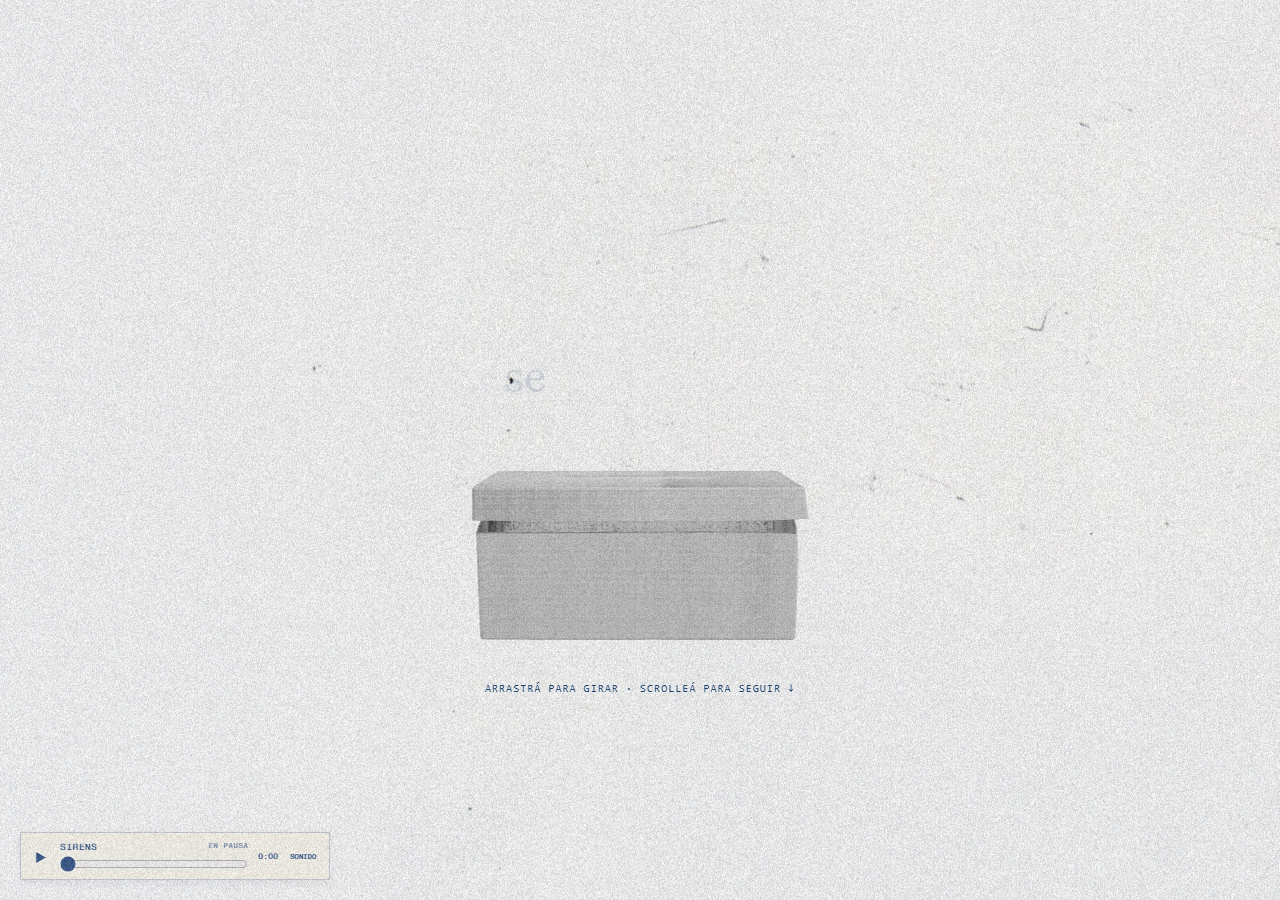 se
ARRASTRÁ PARA GIRAR · SCROLLEÁ PARA SEGUIR ↓
SIRENS
EN PAUSA
0:00
SONIDO